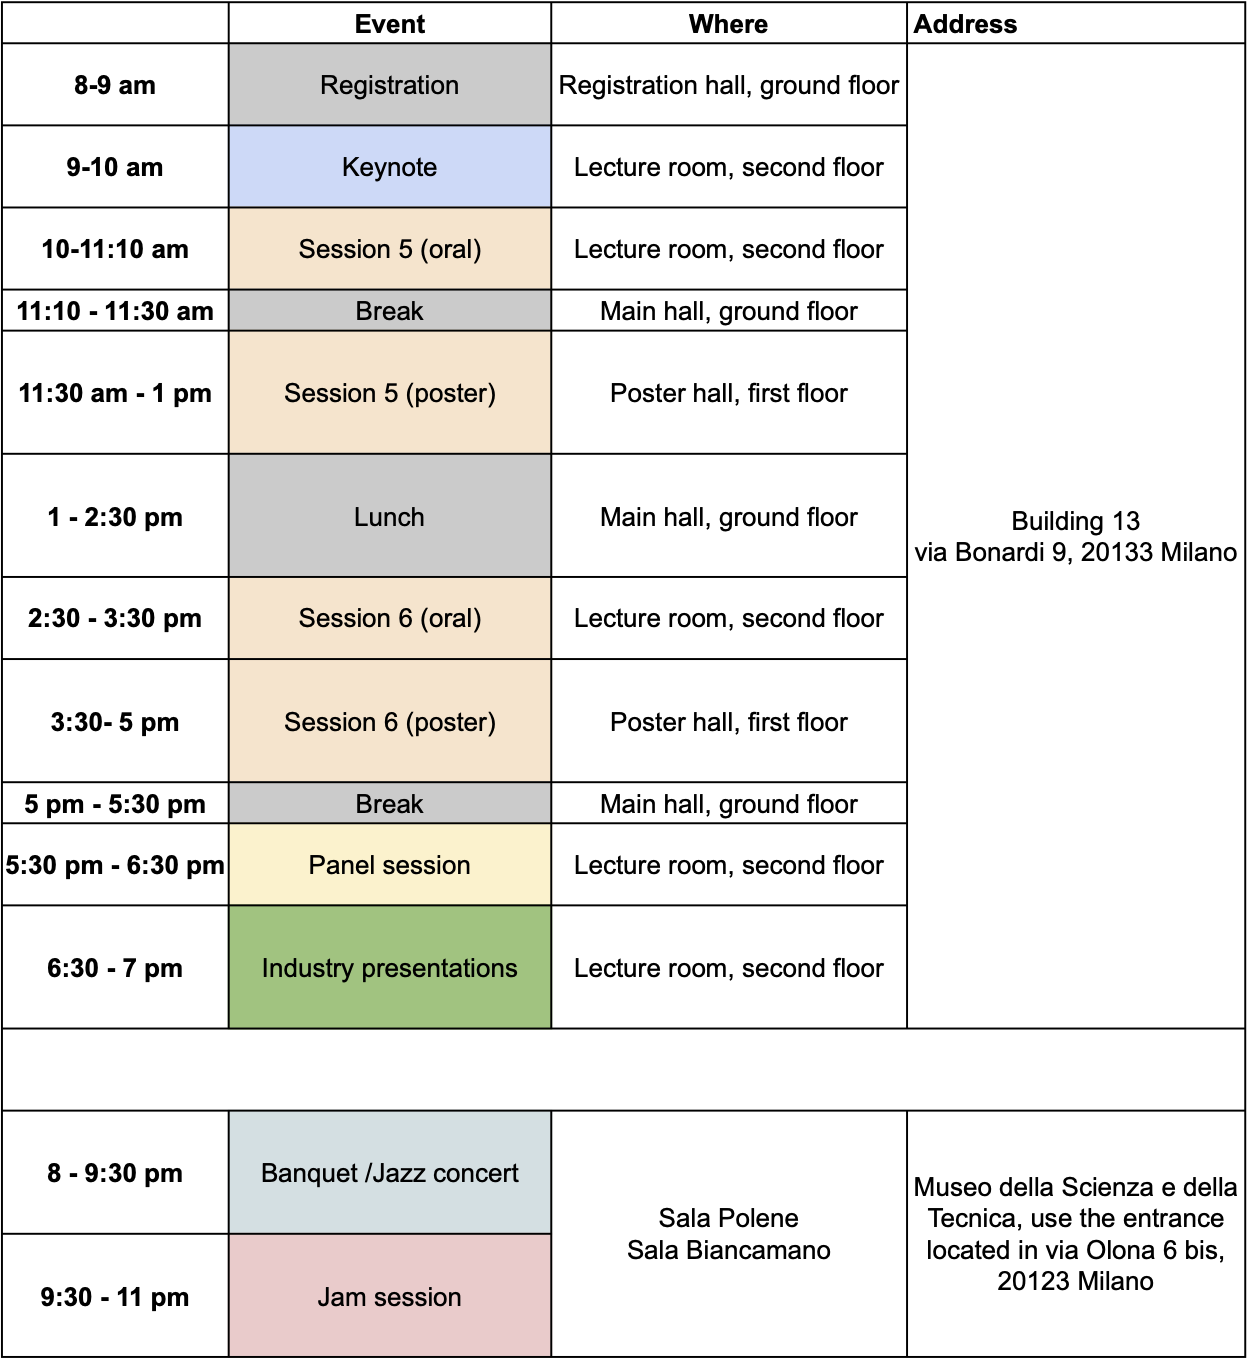 Event Where Address
8-9 am Registration Registration hall, ground floor
9-10 am Keynote Lecture room, second floor
10-11:10 am Session 5 (oral) Lecture room, second floor
11:10 - 11:30 am Break Main hall, ground floor
11:30 am - 1 pm Session 5 (poster) Poster hall, first floor
1 - 2:30 pm Lunch Main hall, ground floor
Building 13
via Bonardi 9, 20133 Milano
2:30 - 3:30 pm Session 6 (oral) Lecture room, second floor
3:30- 5 pm Session 6 (poster) Poster hall, first floor
5 pm - 5:30 pm Break Main hall, ground floor
5:30 pm - 6:30 pm Panel session Lecture room, second floor
6:30 - 7 pm Industry presentations Lecture room, second floor
8 - 9:30 pm Banquet /Jazz concert
9:30 - 11 pm Jam session
Sala Polene
Sala Biancamano
Museo della Scienza e della
Tecnica, use the entrance
located in via Olona 6 bis,
20123 Milano